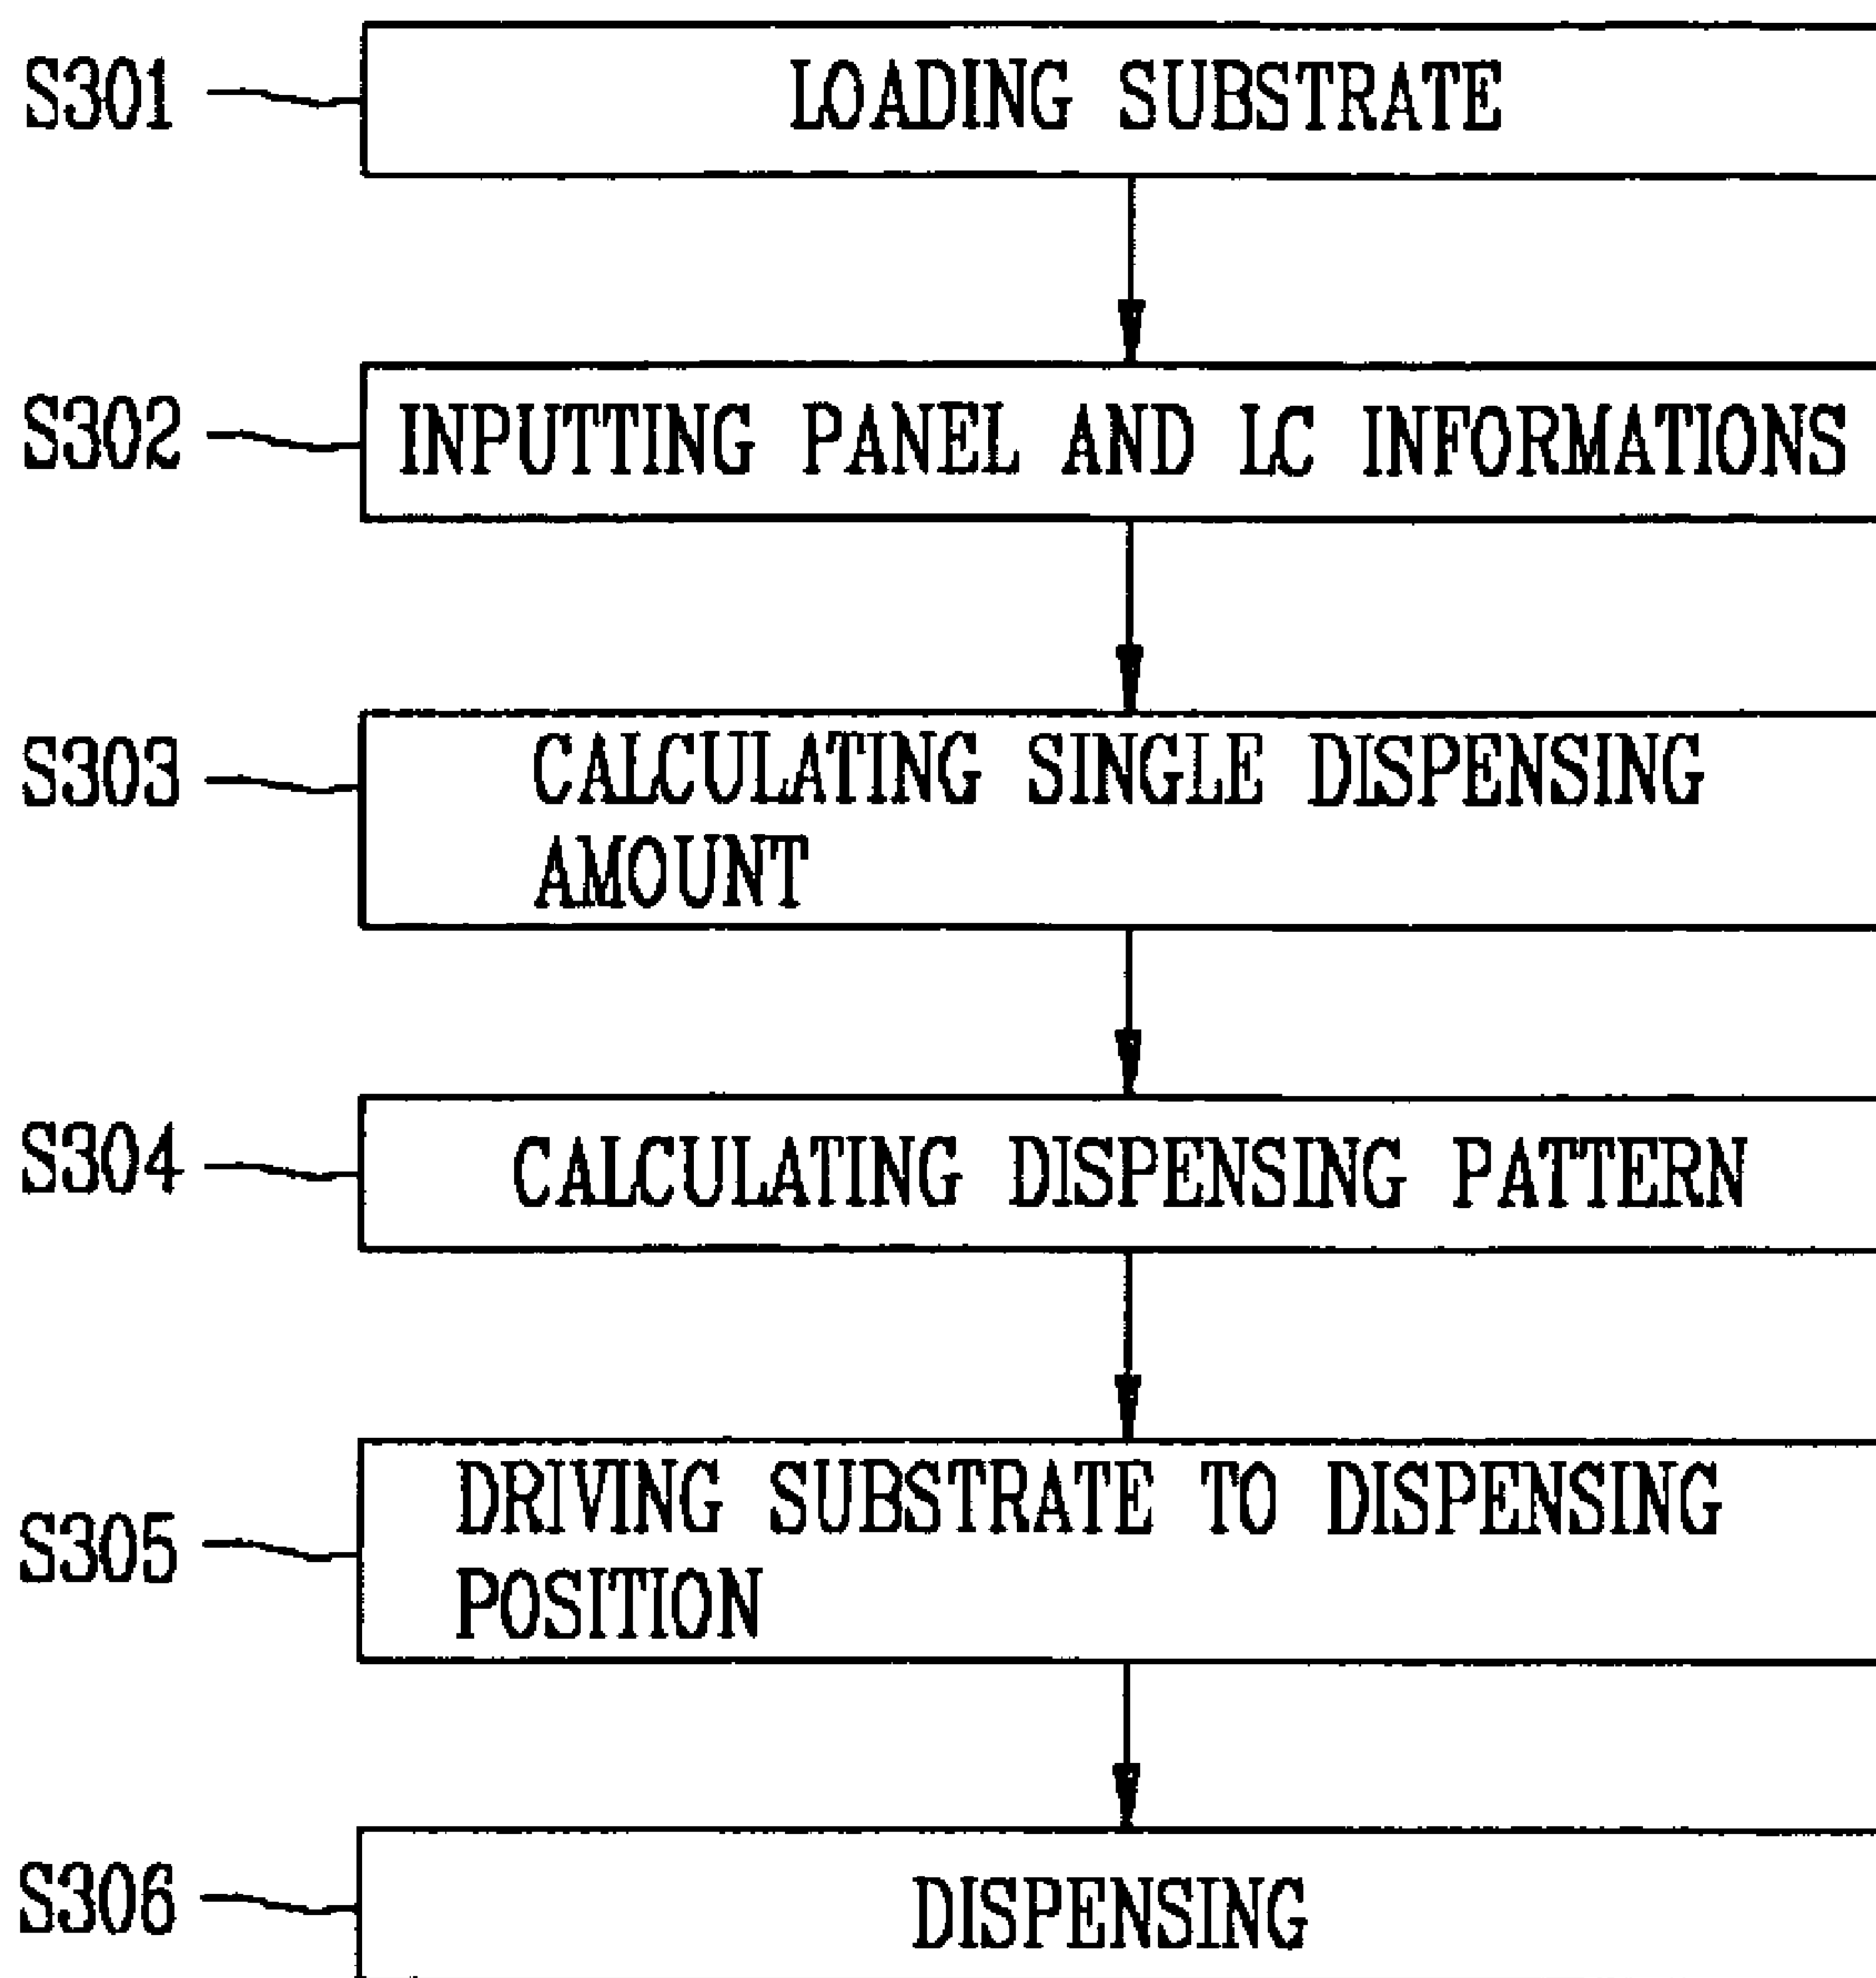 S301 LOADING SUBSTRATE
S302 INPUTTING PANEL AND LC INFORMATIONS
S303 CALCULATING SINGLE DISPENSING
AMOUNT
S304 CALCULATING DISPENSING PATTERN
S305 DRIVING SUBSTRATE TO DISPENSING
POSITION
S306 DISPENSING